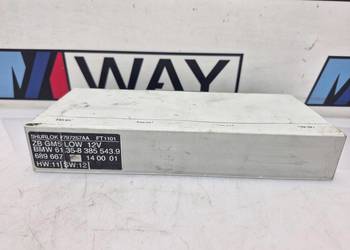 WAY
SHURLOK 2797257AA FT1101
ZB GMS LOW 12V
BMW 61.35-8 385 543.9
689 667 14 00 01
HW:11 SW:12